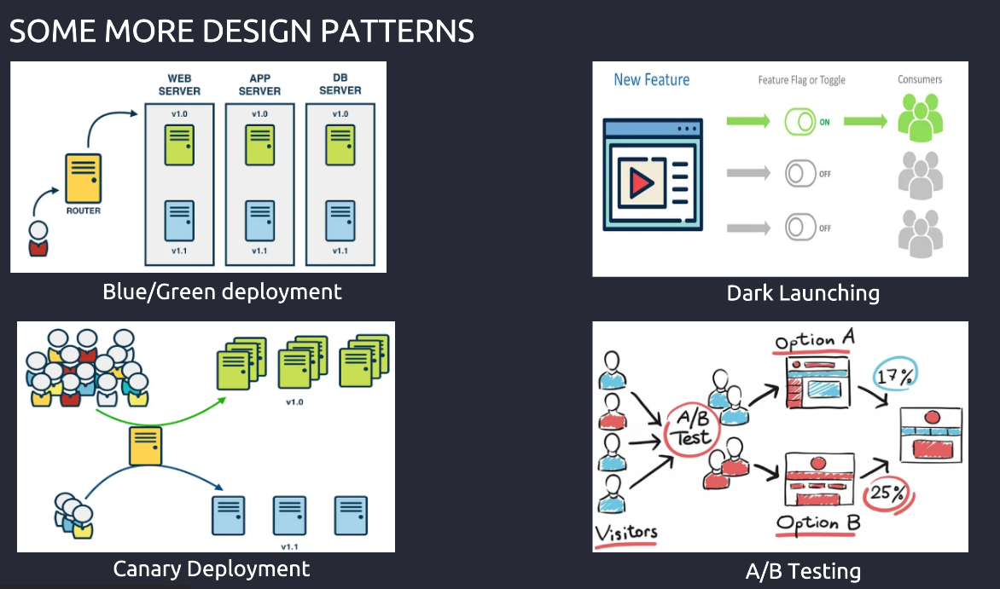 SOME MORE DESIGN PATTERNS
WEB SERVER
APP SERVER
DB SERVER
v1.0
v1.0
v1.0
ROUTER
v1.1
v1.1
v1.1
Blue/Green deployment
New Feature
Feature Flag or Toggle
Consumers
ON
OFF
OFF
Dark Launching
v1.0
v1.1
Canary Deployment
Option A
17%
A/B
Test
25%
Option B
Visitors
A/B Testing